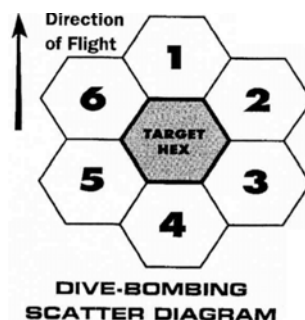 Direction
of Flight
1
6
2
TARGET
HEX
5
3
4
DIVE-BOMBING
SCATTER DIAGRAM